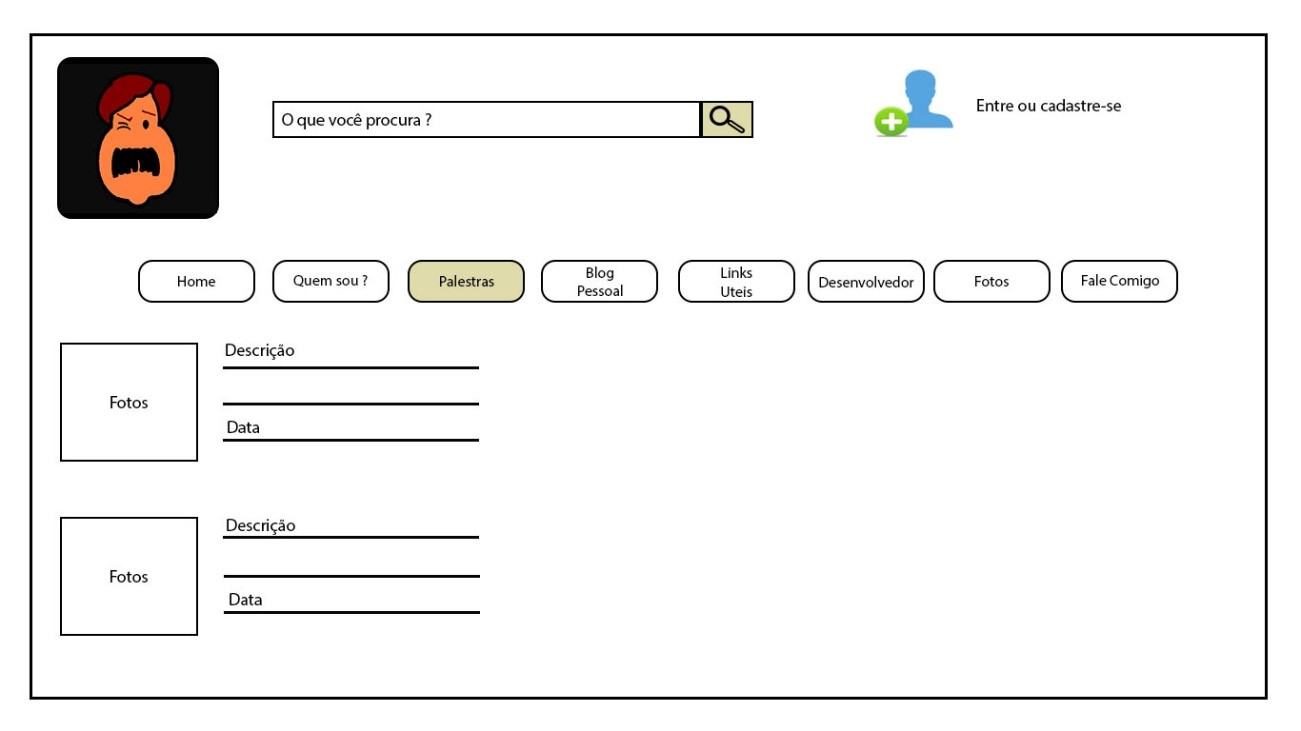 O que você procura ?
Entre ou cadastre-se
Home
Quem sou ?
Palestras
Blog
Pessoal
Links
Uteis
Desenvolvedor
Fotos
Fale Comigo
Fotos
Descrição
Data
Fotos
Descrição
Data